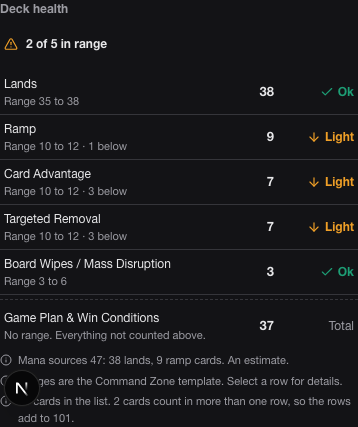 Deck health
2 of 5 in range
Lands
Range 35 to 38
38
Ok
Ramp
Range 10 to 12 · 1 below
9
Light
Card Advantage
Range 10 to 12 · 3 below
7
Light
Targeted Removal
Range 10 to 12 · 3 below
7
Light
Board Wipes / Mass Disruption
Range 3 to 6
3
Ok
Game Plan & Win Conditions
No range. Everything not counted above.
37
Total
Mana sources 47: 38 lands, 9 ramp cards. An estimate.
are the Command Zone template. Select a row for details.
N
cards in the list. 2 cards count in more than one row, so the rows
add to 101.